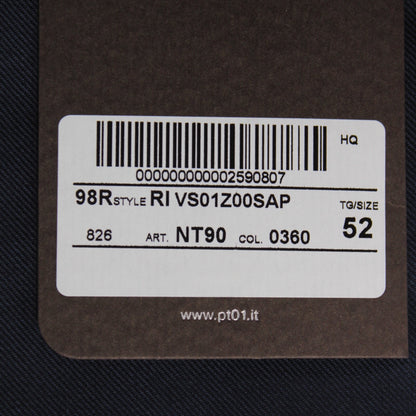 HQ
000000000002590807
98R STYLE RI VS01Z00SAP
TG/SIZE
826 ART. NT90 COL. 0360
52
www.pt01.it